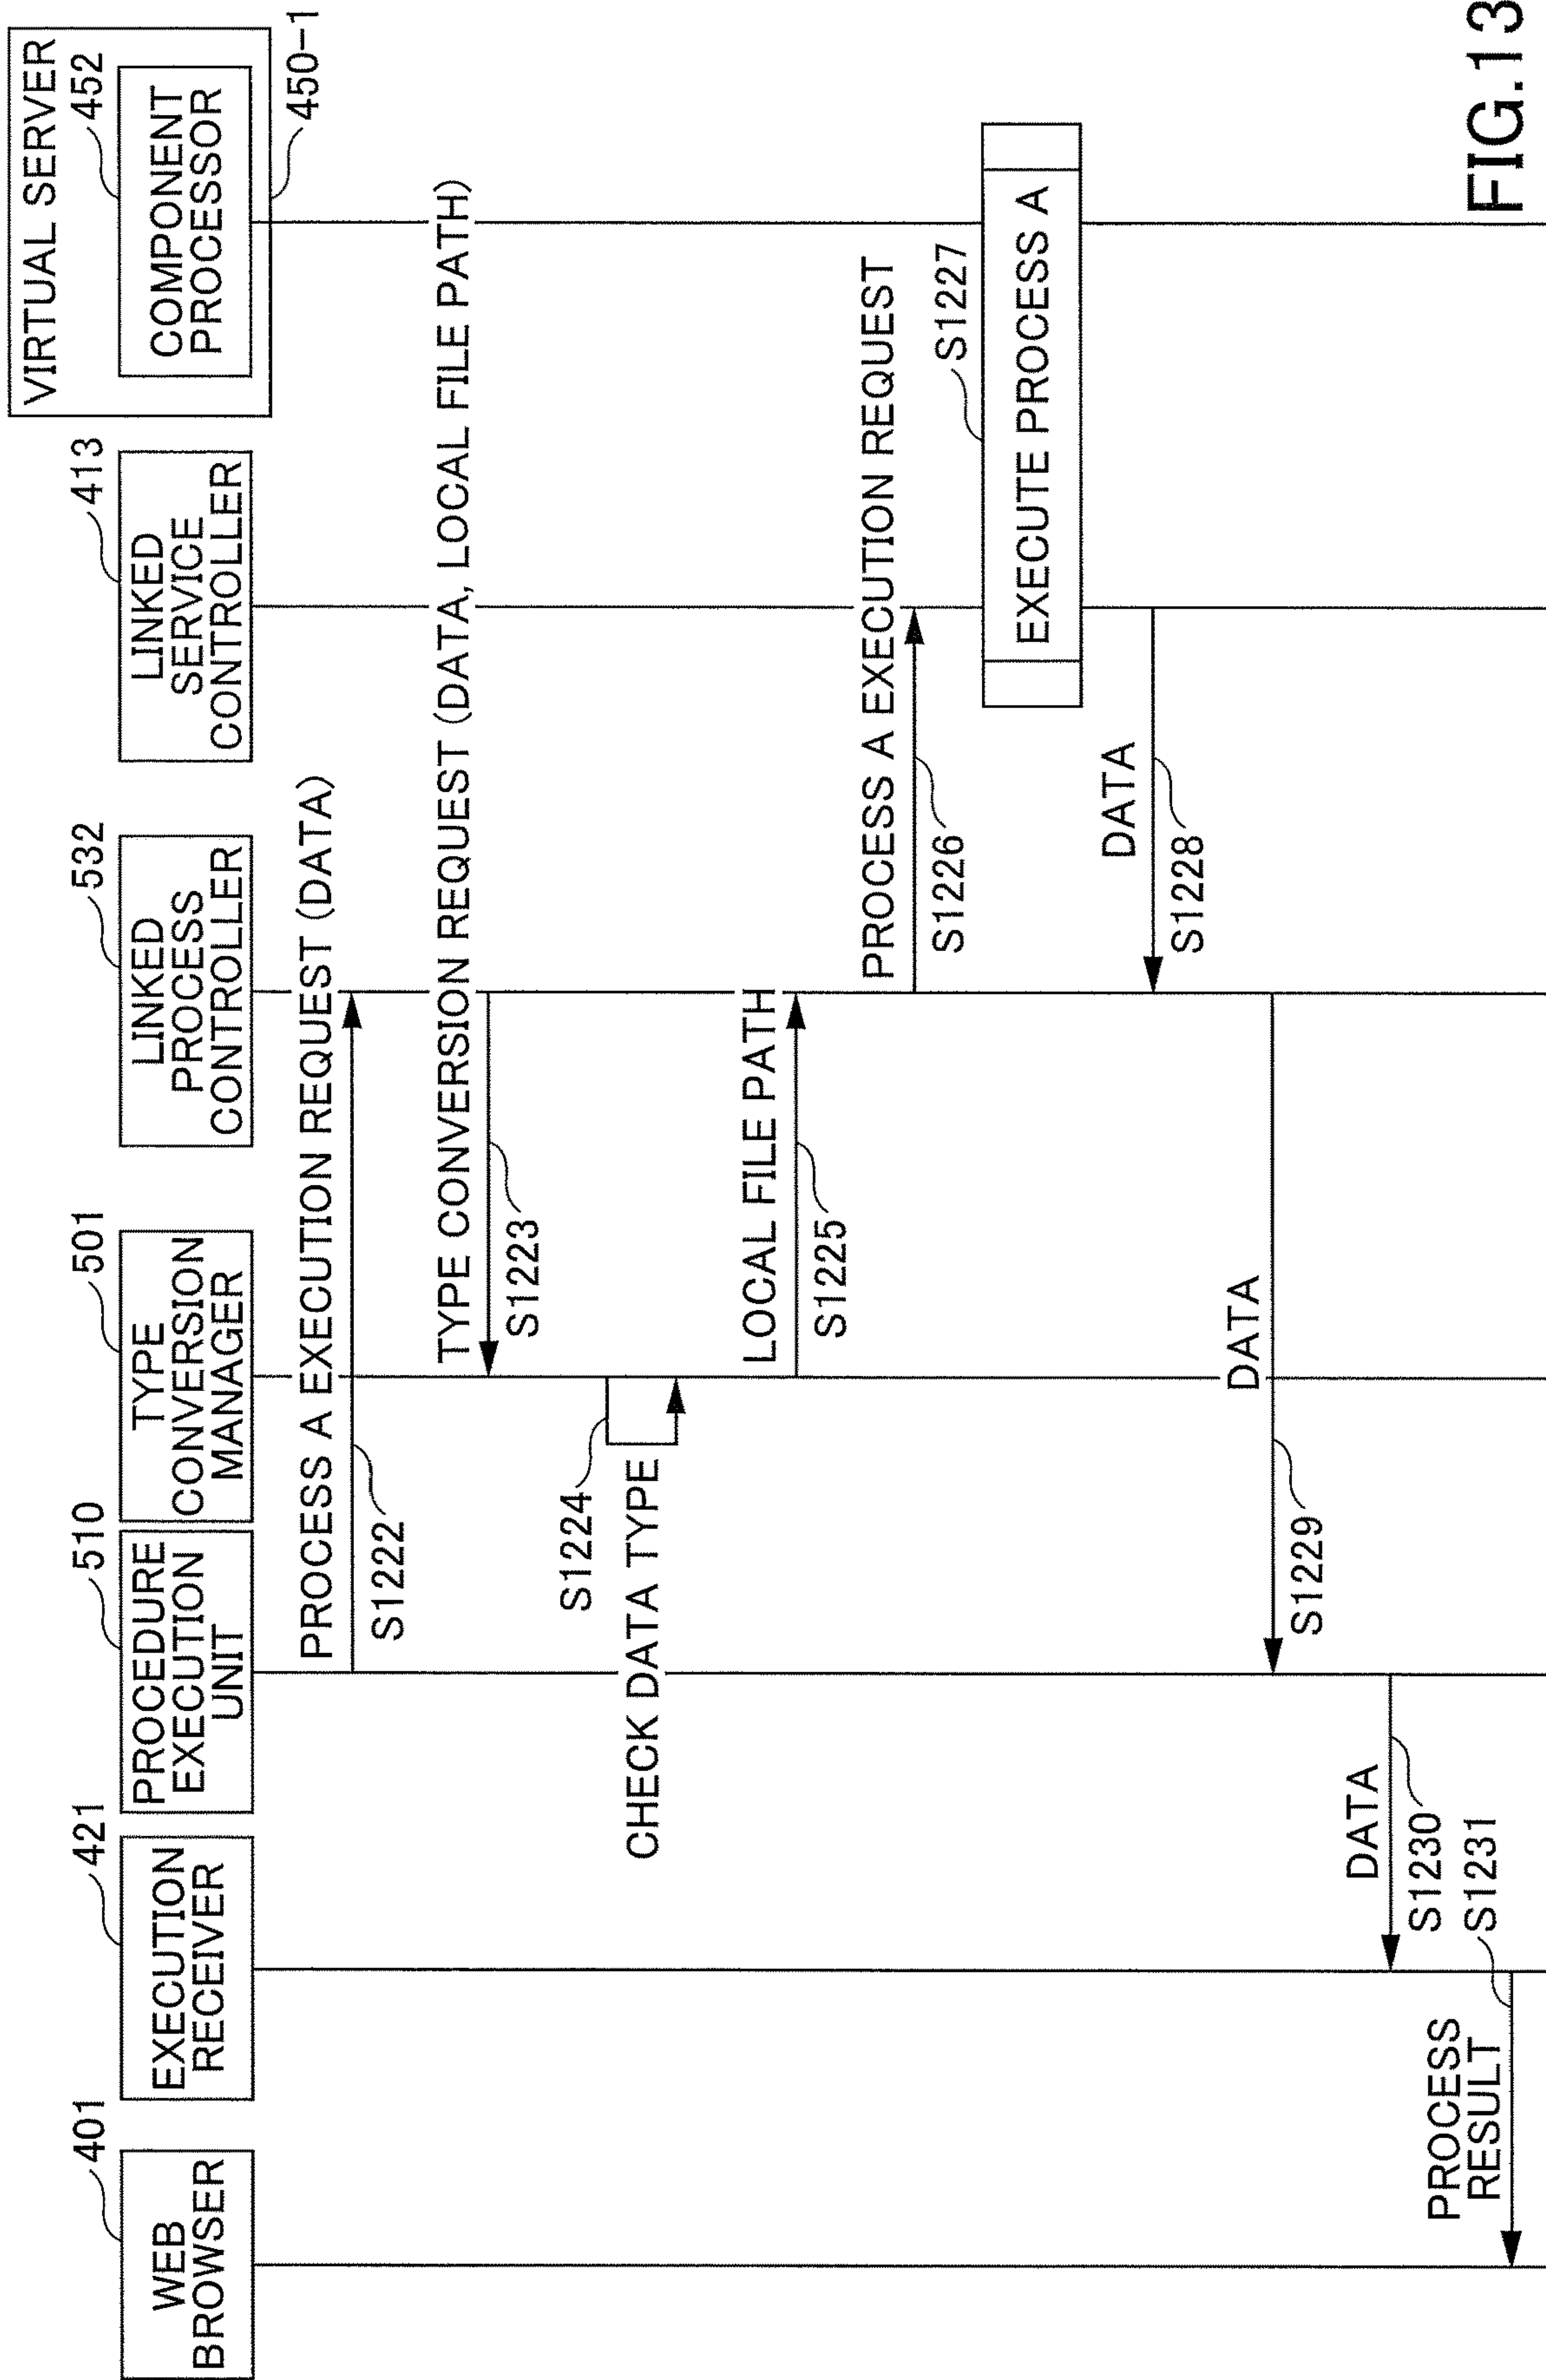 401
WEB
BROWSER
421
EXECUTION
RECEIVER
510
PROCEDURE
EXECUTION
UNIT
501
TYPE
CONVERSION
MANAGER
532
LINKED
PROCESS
CONTROLLER
413
LINKED
SERVICE
CONTROLLER
VIRTUAL SERVER
452
COMPONENT
PROCESSOR
450-1
PROCESS A EXECUTION REQUEST (DATA)
S1222
TYPE CONVERSION REQUEST (DATA, LOCAL FILE PATH)
S1223
S1224
CHECK DATA TYPE
LOCAL FILE PATH
S1225
PROCESS A EXECUTION REQUEST
S1226
S1227
EXECUTE PROCESS A
DATA
S1228
DATA
S1229
DATA
S1230
S1231
PROCESS
RESULT
FIG.13